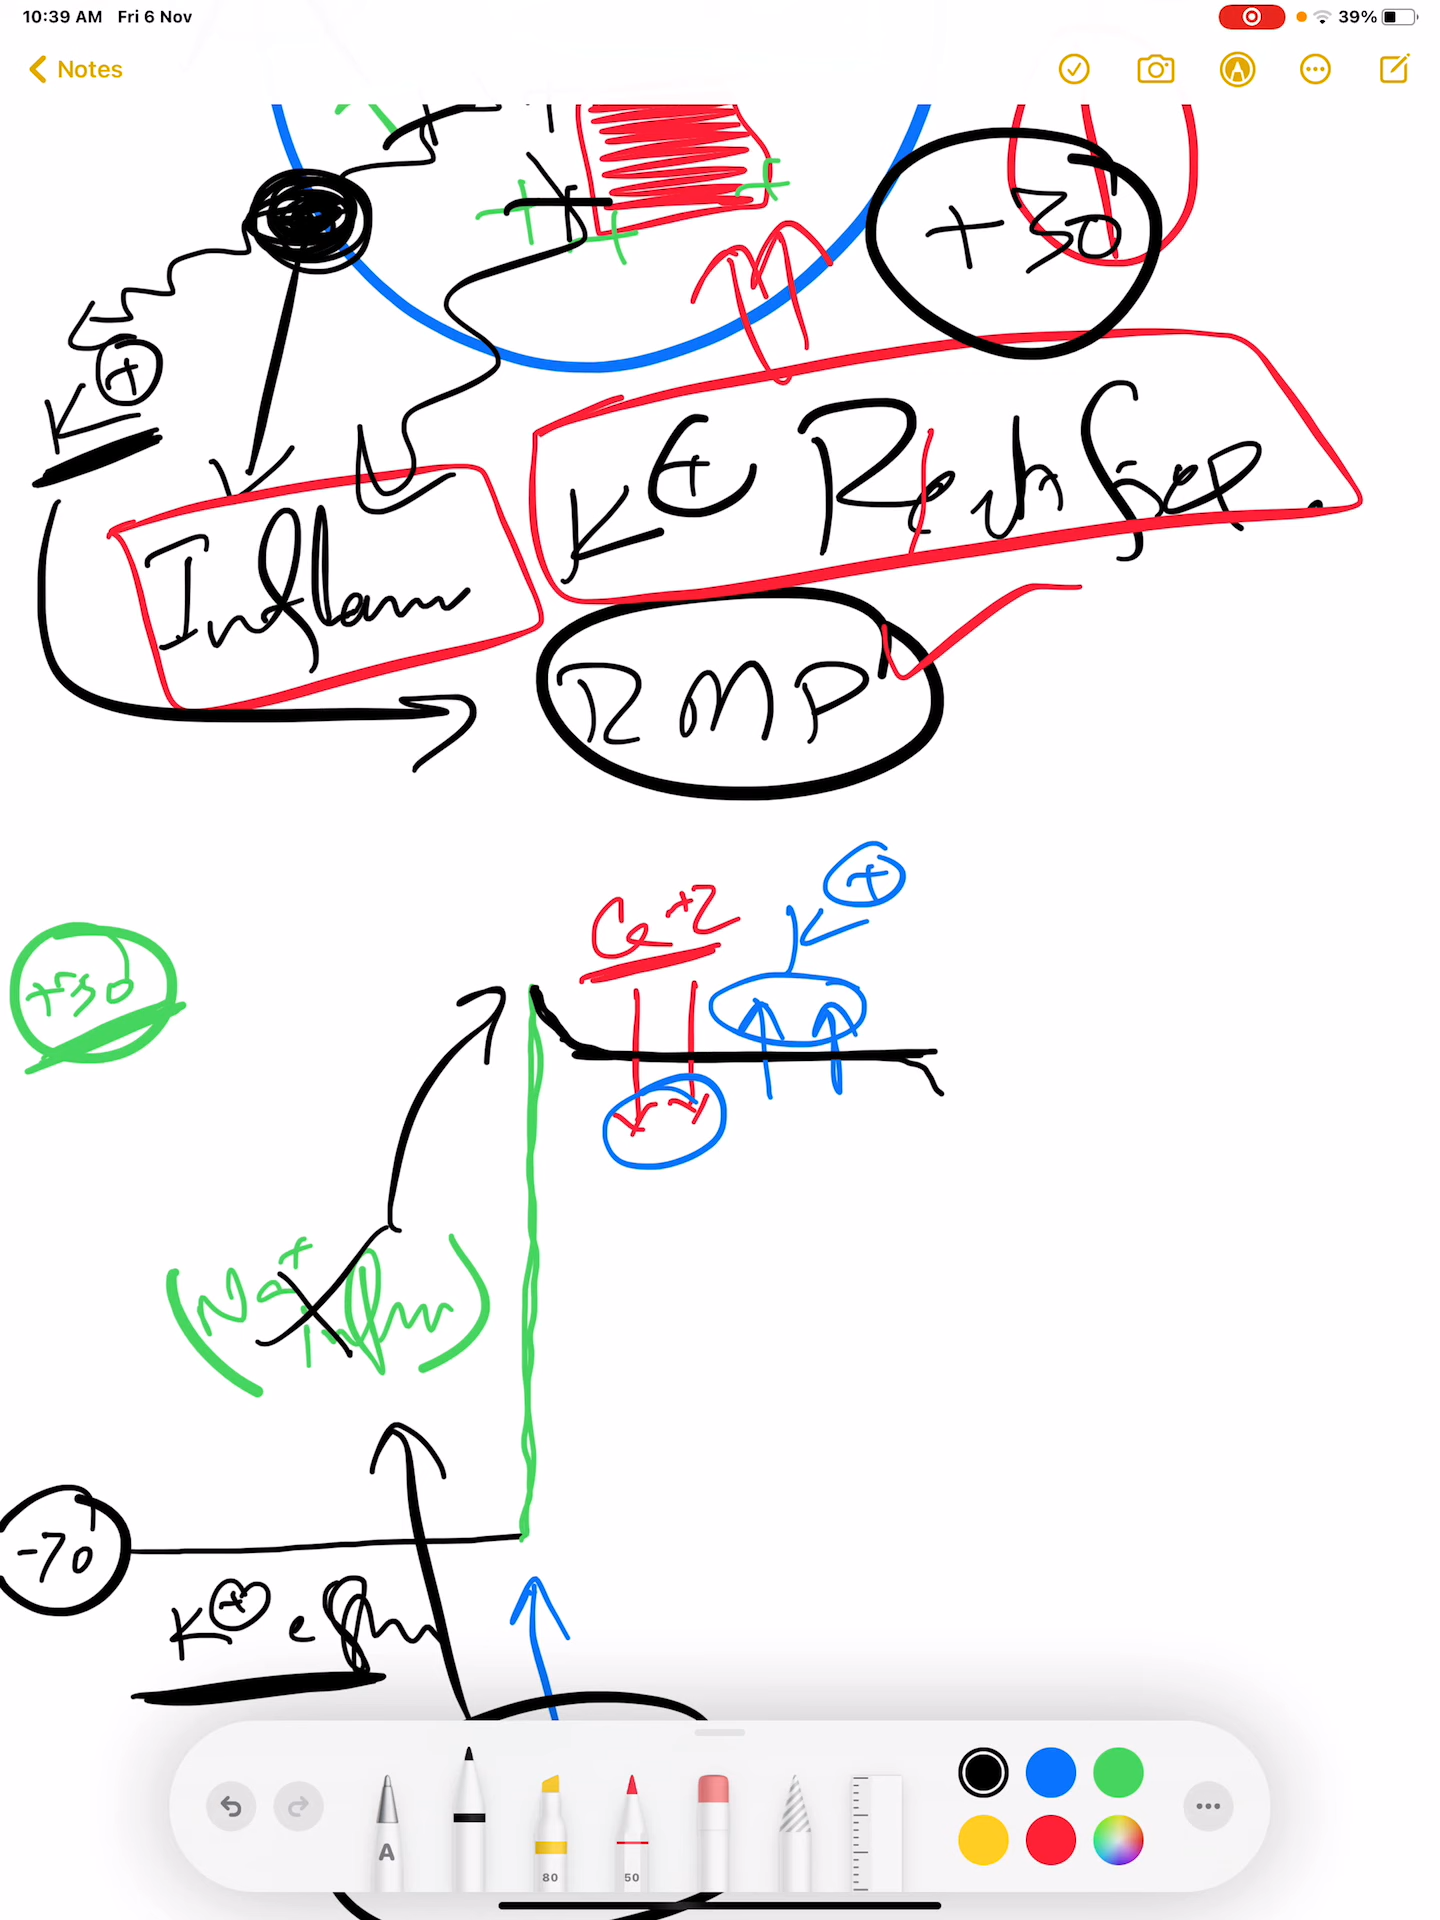 10:39 AM Fri 6 Nov
39%
Notes
+30
K+
K+
Inflam
RMP
Ca+2
K+
+30
(Na+
influx)
-70
K+ efflux
A
80
50